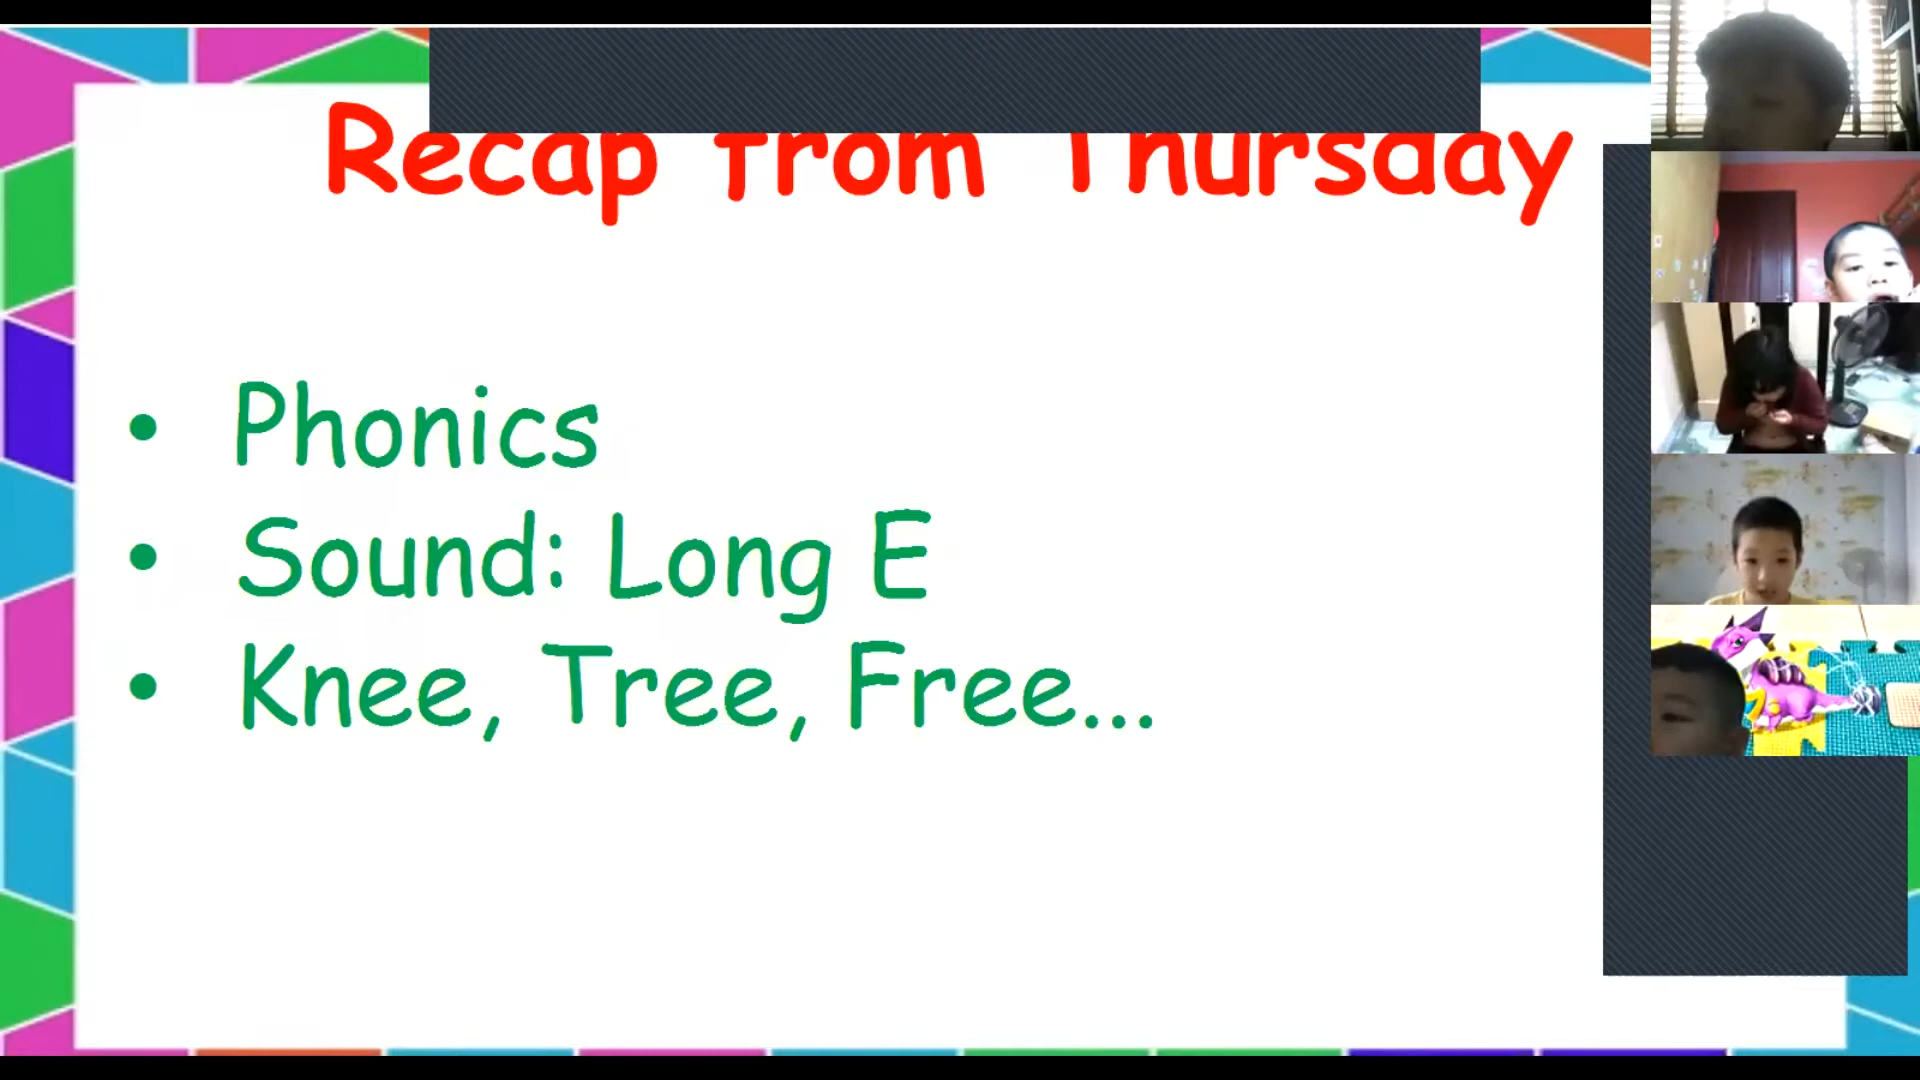 Recap from Thursday
• Phonics
• Sound: Long E
• Knee, Tree, Free...